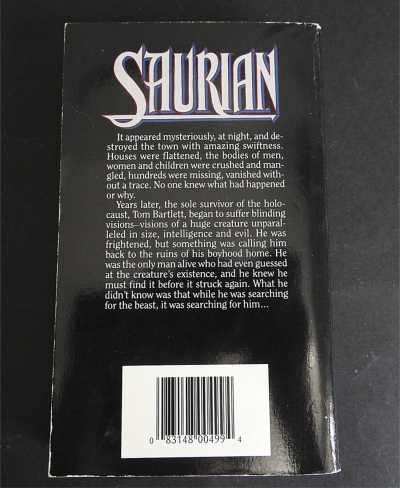 SAURIAN
It appeared mysteriously, at night, and de-
stroyed the town with amazing swiftness.
Houses were flattened, the bodies of men,
women and children were crushed and man-
gled, hundreds were missing, vanished with-
out a trace. No one knew what had happened
or why.
Years later, the sole survivor of the holo-
caust, Tom Bartlett, began to suffer blinding
visions–visions of a huge creature unparal-
leled in size, intelligence and evil. He was
frightened, but something was calling him
back to the ruins of his boyhood home. He
was the only man alive who had even guessed
at the creature's existence, and he knew he
must find it before it struck again. What he
didn't know was that while he was searching
for the beast, it was searching for him...
0 83148 00499 4